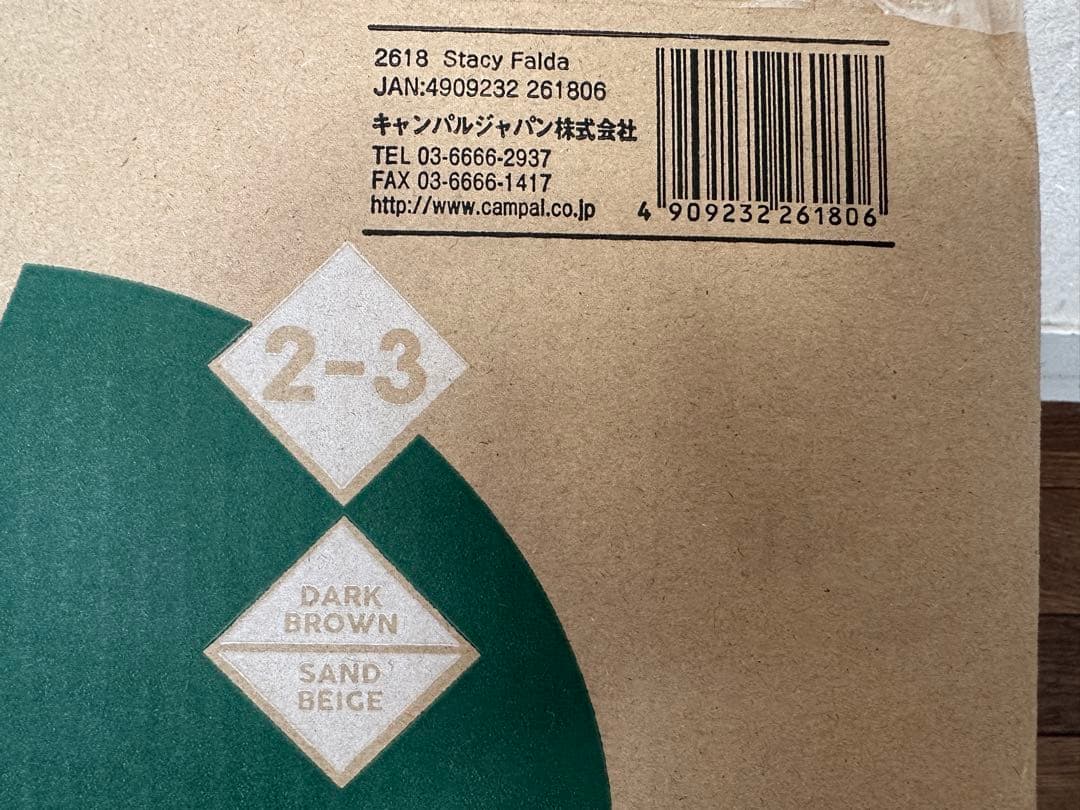 2618 Stacy Falda
JAN:4909232 261806
キャンパルジャパン株式会社
TEL 03-6666-2937
FAX 03-6666-1417
http://www.campal.co.jp
4 909232 261806
2-3
DARK
BROWN
SAND
BEIGE